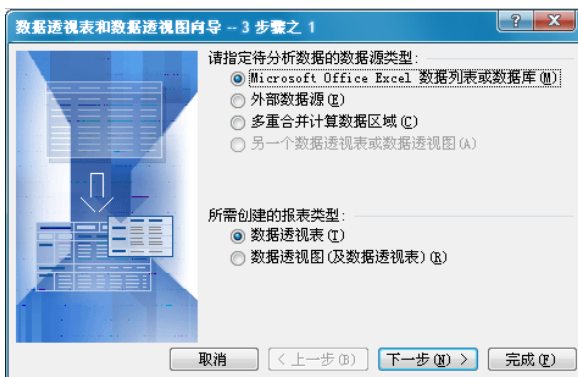 数据透视表和数据透视图向导 -- 3 步骤之 1
请指定待分析数据的数据源类型:
Microsoft Office Excel 数据列表或数据库(M)
外部数据源(E)
多重合并计算数据区域(C)
另一个数据透视表或数据透视图(A)
所需创建的报表类型:
数据透视表(T)
数据透视图(及数据透视表)(R)
取消 < 上一步(B) 下一步(N) > 完成(F)